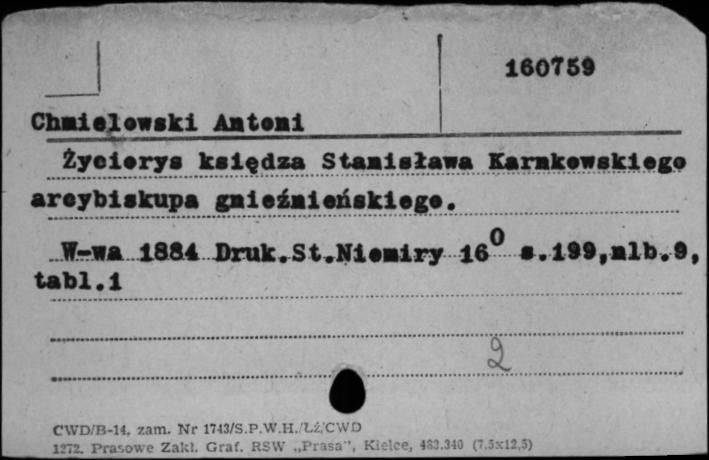 160759
Chmielowski Antoni
Życiorys księdza Stanisława Karnkowskiego
arcybiskupa gnieźnieńskiego.
W-wa 1884 Druk.St.Niemiry 16⁰ s.199,nlb.9,
tabl.1
2
CWD/B-14, zam. Nr 1743/S.P.W.H./Łź/CWD
1272. Prasowe Zakł. Graf. RSW „Prasa", Kielce, 483.340 (7,5x12,5)